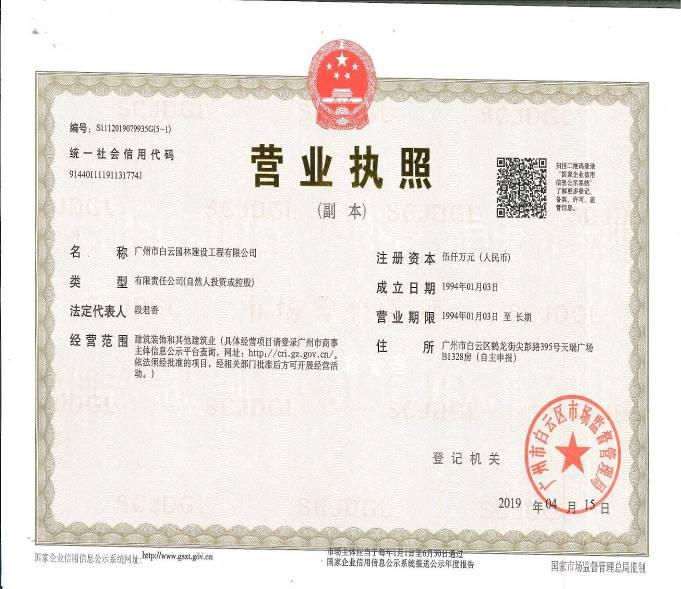 编号: S1112019079935G(5-1)
统一社会信用代码
91440111191131774J
营业执照
(副 本)
扫描二维码登录
“国家企业信用
信息公示系统”
了解更多登记、
备案、许可、监
管信息。
名 称 广州市白云园林建设工程有限公司
类 型 有限责任公司(自然人投资或控股)
法定代表人 段君香
经营范围 建筑装饰和其他建筑业(具体经营项目请登录广州市商事
主体信息公示平台查询, 网址: http://cri.gz.gov.cn/。
依法须经批准的项目, 经相关部门批准后方可开展经营活
动。)
注册资本 伍仟万元(人民币)
成立日期 1994年01月03日
营业期限 1994年01月03日 至 长期
住 所 广州市白云区鹤龙街尖彭路395号天瑞广场
B1328房(自主申报)
登记机关
广州市白云区市场监督管理局
2019 年 04 月 15 日
国家企业信用信息公示系统网址: http://www.gsxt.gov.cn
市场主体应当于每年1月1日至6月30日通过
国家企业信用信息公示系统报送公示年度报告
国家市场监督管理总局监制